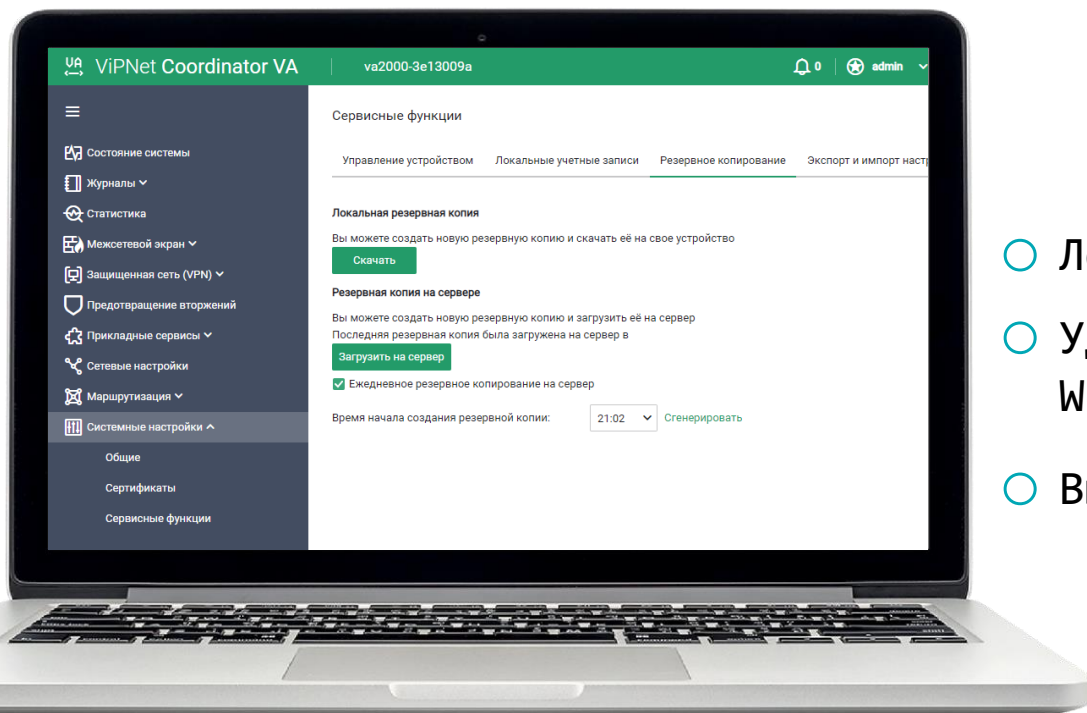 ViPNet Coordinator VA
va2000-3e13009a
0
admin
Состояние системы
Журналы
Статистика
Межсетевой экран
Защищенная сеть (VPN)
Предотвращение вторжений
Прикладные сервисы
Сетевые настройки
Маршрутизация
Системные настройки
Общие
Сертификаты
Сервисные функции
Сервисные функции
Управление устройством Локальные учетные записи Резервное копирование Экспорт и импорт
Локальная резервная копия
Вы можете создать новую резервную копию и скачать её на свое устройство
Скачать
Резервная копия на сервере
Вы можете создать новую резервную копию и загрузить её на сервер
Последняя резервная копия была загружена на сервер в
Загрузить на сервер
Ежедневное резервное копирование на сервер
Время начала создания резервной копии: 21:02 Сгенерировать